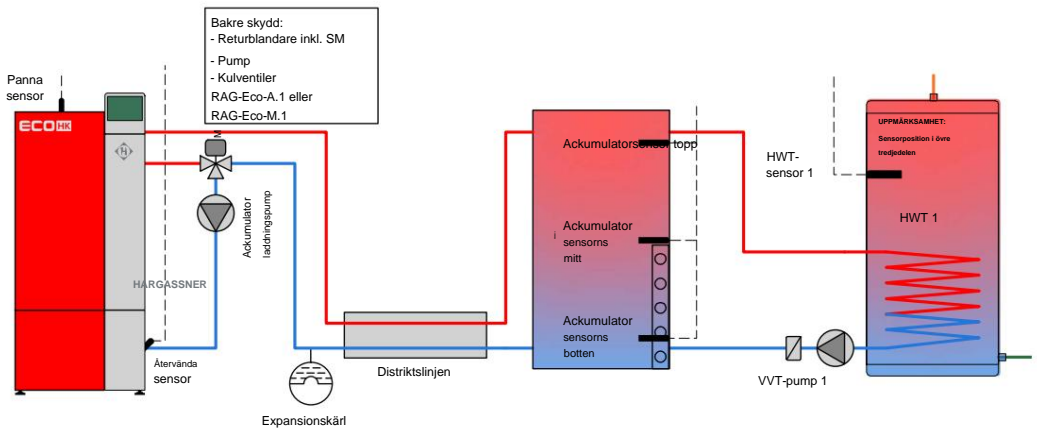 Bakre skydd:
- Returblandare inkl. SM
- Pump
- Kulventiler
RAG-Eco-A.1 eller
RAG-Eco-M.1
Panna
sensor
ECO HK
H
M
Ackumulator
laddningspump
HARGASSNER
Återvända
sensor
Expansionskärl
Distriktslinjen
Ackumulatorsensor topp
i
Ackumulator
sensorns
mitt
Ackumulator
sensorns
botten
HWT-
sensor 1
UPPMÄRKSAMHET:
Sensorposition i övre
tredjedelen
HWT 1
VVT-pump 1